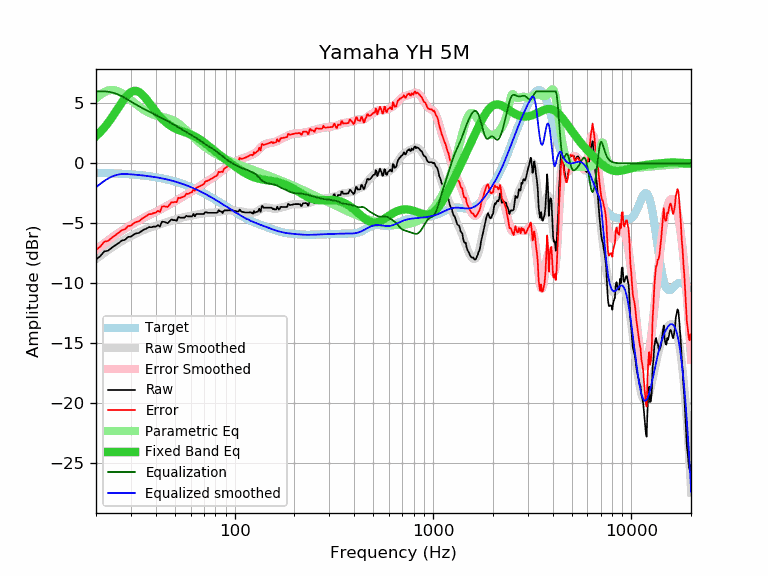 Yamaha YH 5M
Amplitude (dBr)
5
0
−5
−10
−15
−20
−25
Target
Raw Smoothed
Error Smoothed
Raw
Error
Parametric Eq
Fixed Band Eq
Equalization
Equalized smoothed
100
1000
10000
Frequency (Hz)